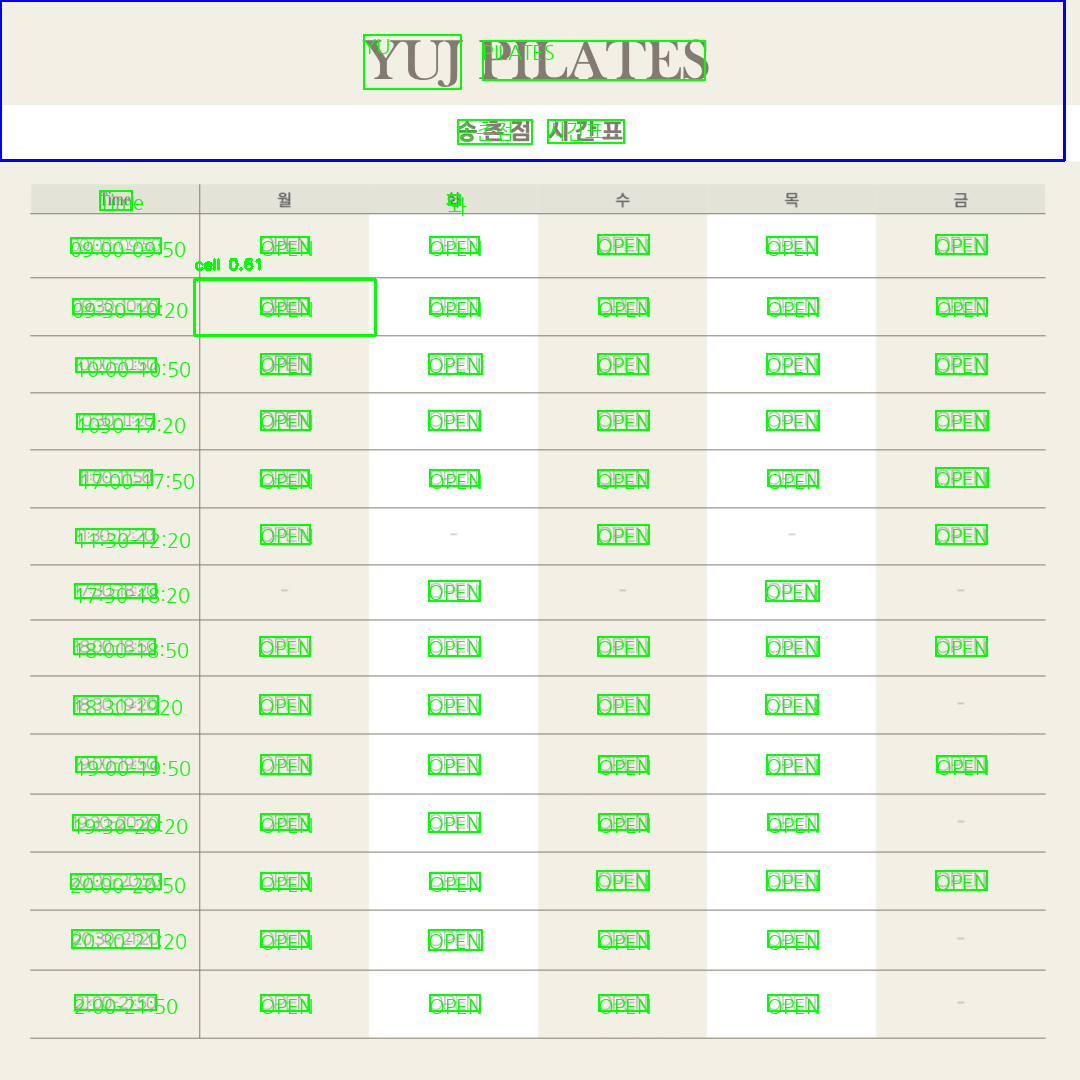 YUJ PILATES
송촌점 시간표
Time 월 화 수 목 금
09:00-09:50 OPEN OPEN OPEN OPEN OPEN
cell 0.61
09:30-10:20 OPEN OPEN OPEN OPEN OPEN
10:00-10:50 OPEN OPEN OPEN OPEN OPEN
10:30-11:20 OPEN OPEN OPEN OPEN OPEN
11:00-11:50 OPEN OPEN OPEN OPEN OPEN
11:30-12:20 OPEN - OPEN - OPEN
17:30-18:20 - OPEN - OPEN -
18:00-18:50 OPEN OPEN OPEN OPEN OPEN
18:30-19:20 OPEN OPEN OPEN OPEN -
19:00-19:50 OPEN OPEN OPEN OPEN OPEN
19:30-20:20 OPEN OPEN OPEN OPEN -
20:00-20:50 OPEN OPEN OPEN OPEN OPEN
20:30-21:20 OPEN OPEN OPEN OPEN -
21:00-21:50 OPEN OPEN OPEN OPEN -